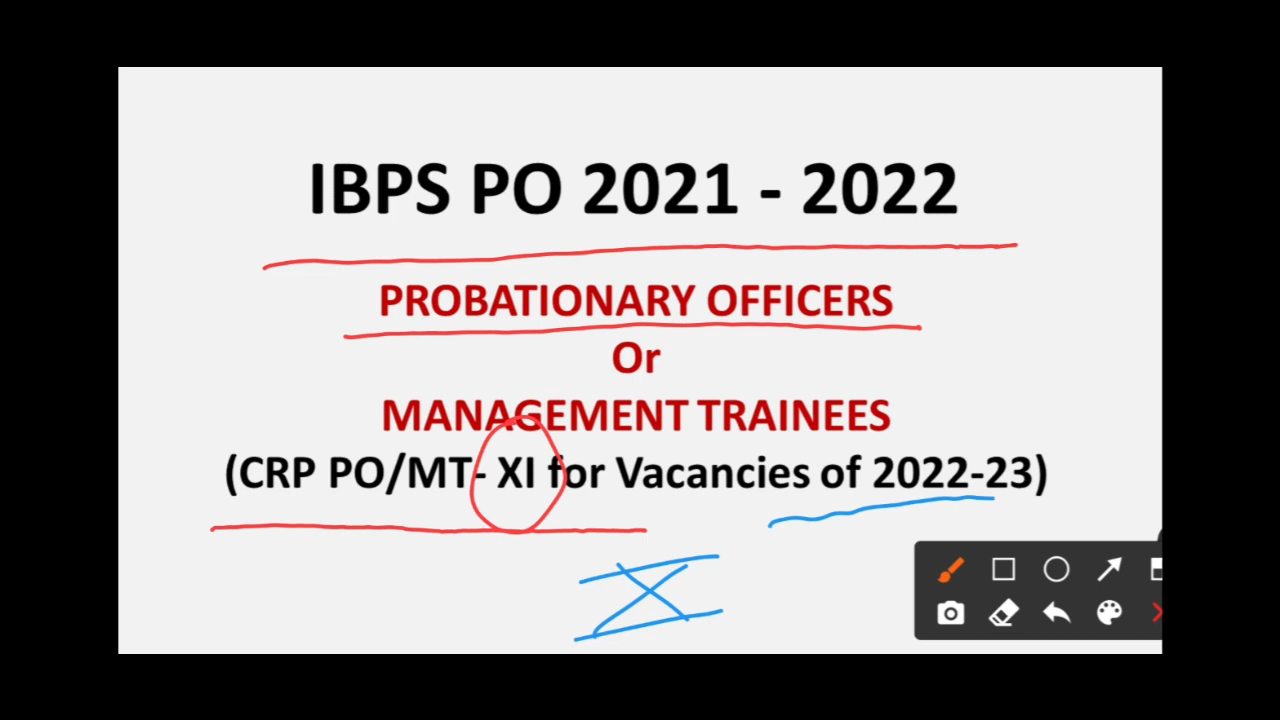 IBPS PO 2021 - 2022
PROBATIONARY OFFICERS
Or
MANAGEMENT TRAINEES
(CRP PO/MT- XI for Vacancies of 2022-23)
X